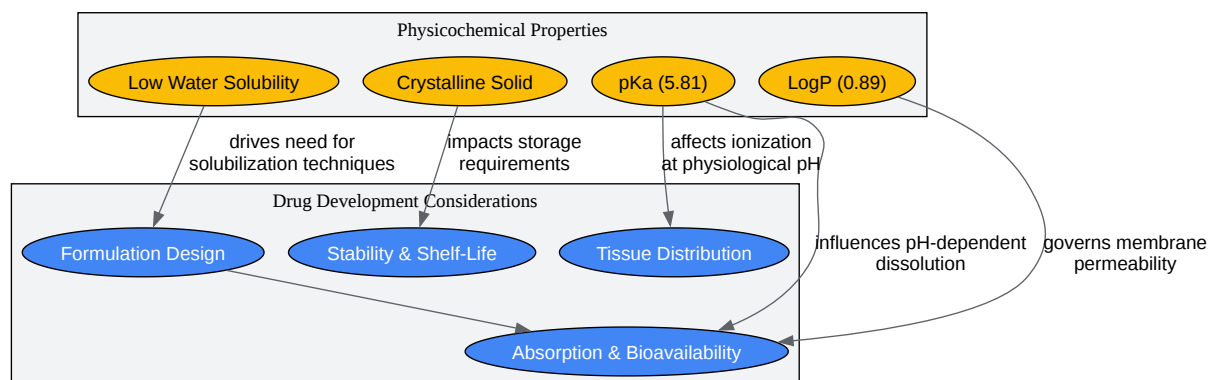 Physicochemical Properties
Low Water Solubility
Crystalline Solid
pKa (5.81)
LogP (0.89)
drives need for
solubilization techniques
impacts storage
requirements
affects ionization
at physiological pH
Drug Development Considerations
Formulation Design
Stability & Shelf-Life
Tissue Distribution
influences pH-dependent
dissolution
governs membrane
permeability
Absorption & Bioavailability